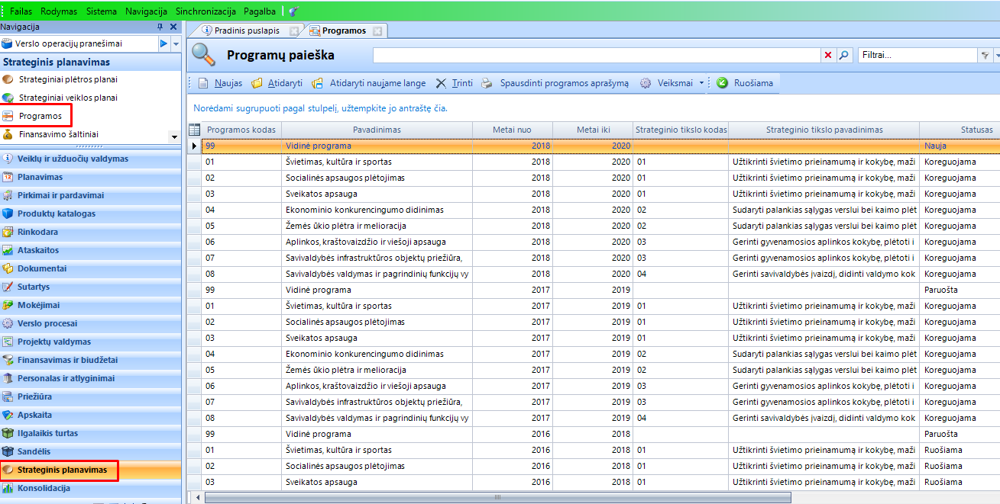 Failas Rodymas Sistema Navigacija Sinchronizacija Pagalba
Navigacija
Verslo operacijų pranešimai
Strateginis planavimas
Strateginiai plėtros planai
Strateginiai veiklos planai
Programos
Finansavimo šaltiniai
Veiklų ir užduočių valdymas
Planavimas
Pirkimai ir pardavimai
Produktų katalogas
Rinkodara
Ataskaitos
Dokumentai
Sutartys
Mokėjimai
Verslo procesai
Projektų valdymas
Finansavimas ir biudžetai
Personalas ir atlyginimai
Priežiūra
Apskaita
Ilgalaikis turtas
Sandėlis
Strateginis planavimas
Konsolidacija
Pradinis puslapis Programos
Programų paieška Filtrai...
Naujas Atidaryti Atidaryti naujame lange Trinti Spausdinti programos aprašymą Veiksmai Ruošiama
Norėdami sugrupuoti pagal stulpelį, užtempkite jo antraštę čia.
Programos kodas Pavadinimas Metai nuo Metai iki Strateginio tikslo kodas Strateginio tikslo pavadinimas Statusas
99 Vidinė programa 2018 2020 Nauja
01 Švietimas, kultūra ir sportas 2018 2020 01 Užtikrinti švietimo prieinamumą ir kokybę, maži Koreguojama
02 Socialinės apsaugos plėtojimas 2018 2020 01 Užtikrinti švietimo prieinamumą ir kokybę, maži Koreguojama
03 Sveikatos apsauga 2018 2020 01 Užtikrinti švietimo prieinamumą ir kokybę, maži Koreguojama
04 Ekonominio konkurencingumo didinimas 2018 2020 02 Sudaryti palankias sąlygas verslui bei kaimo plėt Koreguojama
05 Žemės ūkio plėtra ir melioracija 2018 2020 02 Sudaryti palankias sąlygas verslui bei kaimo plėt Koreguojama
06 Aplinkos, kraštovaizdžio ir viešoji apsauga 2018 2020 03 Gerinti gyvenamosios aplinkos kokybę, plėtoti i Koreguojama
07 Savivaldybės infrastruktūros objektų priežiūra, 2018 2020 03 Gerinti gyvenamosios aplinkos kokybę, plėtoti i Koreguojama
08 Savivaldybės valdymas ir pagrindinių funkcijų vy 2018 2020 04 Gerinti savivaldybės įvaizdį, didinti valdymo kok Koreguojama
99 Vidinė programa 2017 2019 Paruošta
01 Švietimas, kultūra ir sportas 2017 2019 01 Užtikrinti švietimo prieinamumą ir kokybę, maži Koreguojama
02 Socialinės apsaugos plėtojimas 2017 2019 01 Užtikrinti švietimo prieinamumą ir kokybę, maži Koreguojama
03 Sveikatos apsauga 2017 2019 01 Užtikrinti švietimo prieinamumą ir kokybę, maži Koreguojama
04 Ekonominio konkurencingumo didinimas 2017 2019 02 Sudaryti palankias sąlygas verslui bei kaimo plėt Koreguojama
05 Žemės ūkio plėtra ir melioracija 2017 2019 02 Sudaryti palankias sąlygas verslui bei kaimo plėt Koreguojama
06 Aplinkos, kraštovaizdžio ir viešoji apsauga 2017 2019 03 Gerinti gyvenamosios aplinkos kokybę, plėtoti i Koreguojama
07 Savivaldybės infrastruktūros objektų priežiūra, 2017 2019 03 Gerinti gyvenamosios aplinkos kokybę, plėtoti i Koreguojama
08 Savivaldybės valdymas ir pagrindinių funkcijų vy 2017 2019 04 Gerinti savivaldybės įvaizdį, didinti valdymo kok Koreguojama
99 Vidinė programa 2016 2018 Paruošta
01 Švietimas, kultūra ir sportas 2016 2018 01 Užtikrinti švietimo prieinamumą ir kokybę, maži Ruošiama
02 Socialinės apsaugos plėtojimas 2016 2018 01 Užtikrinti švietimo prieinamumą ir kokybę, maži Ruošiama
03 Sveikatos apsauga 2016 2018 01 Užtikrinti švietimo prieinamumą ir kokybę, maži Ruošiama